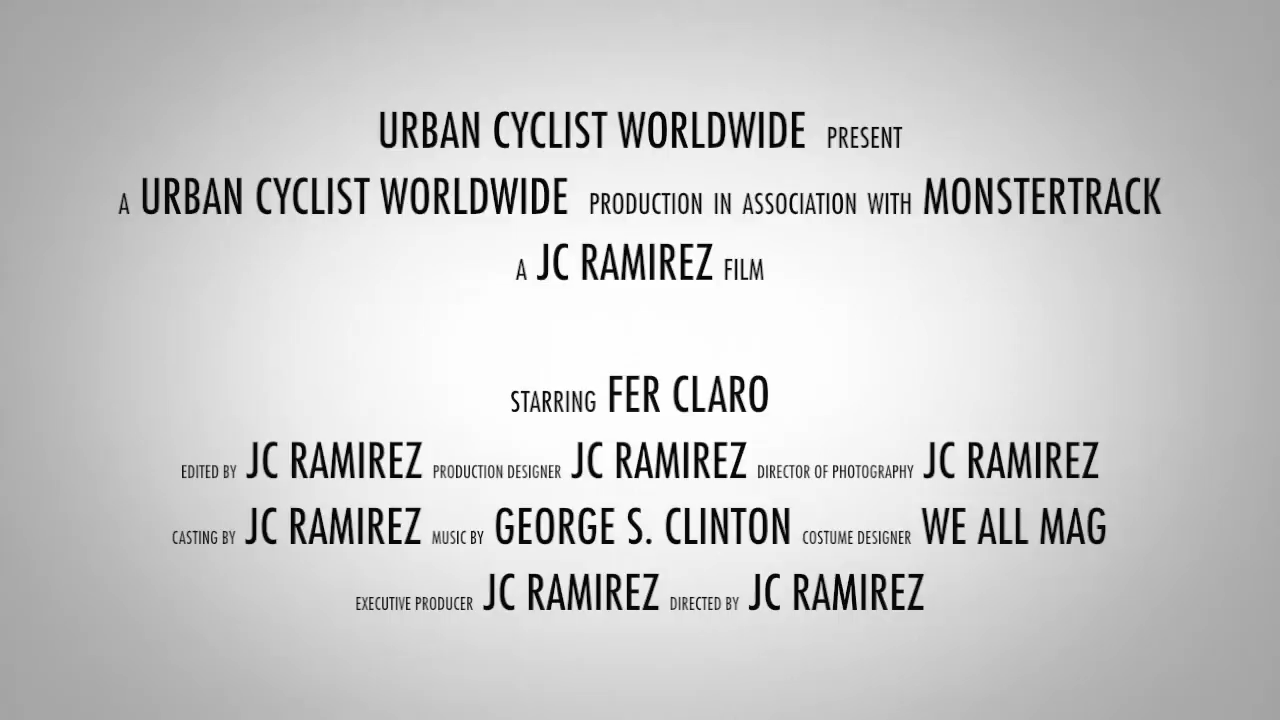 URBAN CYCLIST WORLDWIDE PRESENT
A URBAN CYCLIST WORLDWIDE PRODUCTION IN ASSOCIATION WITH MONSTERTRACK
A JC RAMIREZ FILM
STARRING FER CLARO
EDITED BY JC RAMIREZ PRODUCTION DESIGNER JC RAMIREZ DIRECTOR OF PHOTOGRAPHY JC RAMIREZ
CASTING BY JC RAMIREZ MUSIC BY GEORGE S. CLINTON COSTUME DESIGNER WE ALL MAG
EXECUTIVE PRODUCER JC RAMIREZ DIRECTED BY JC RAMIREZ